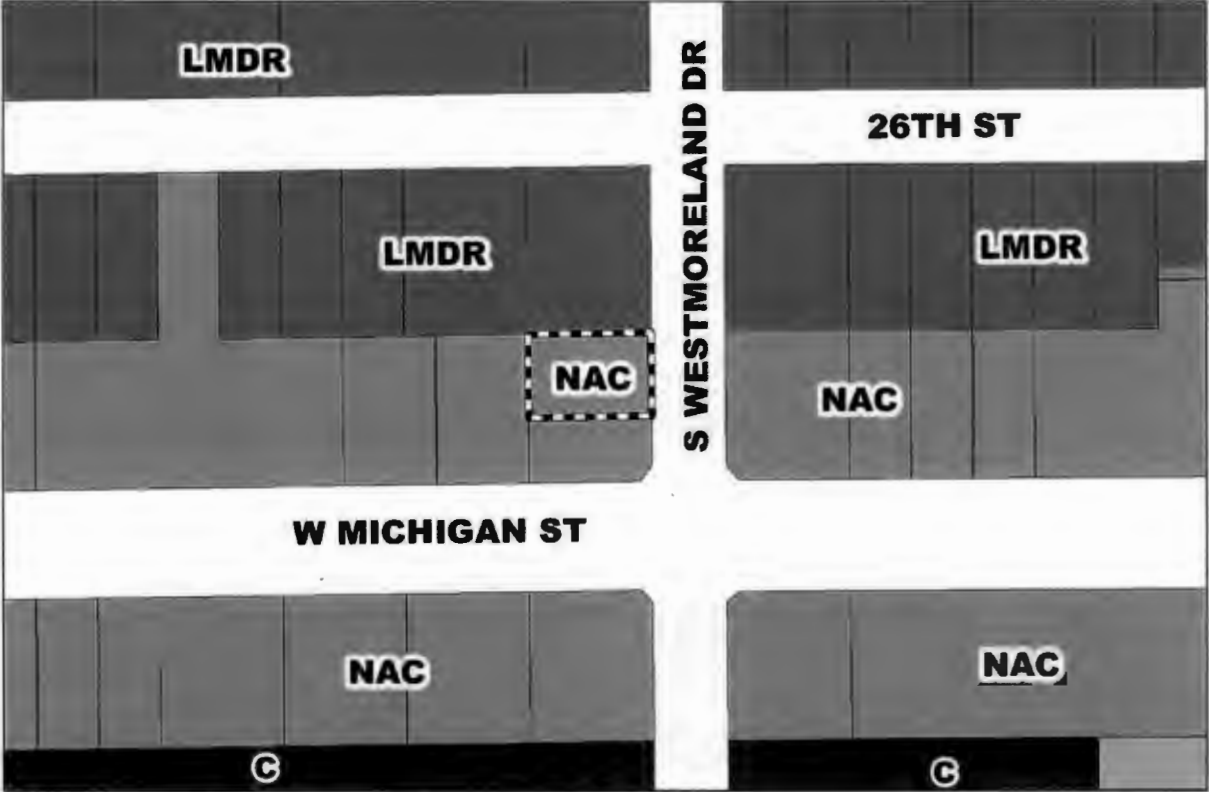 LMDR
26TH ST
S WESTMORELAND DR
LMDR
LMDR
NAC
NAC
W MICHIGAN ST
NAC
NAC
C
C